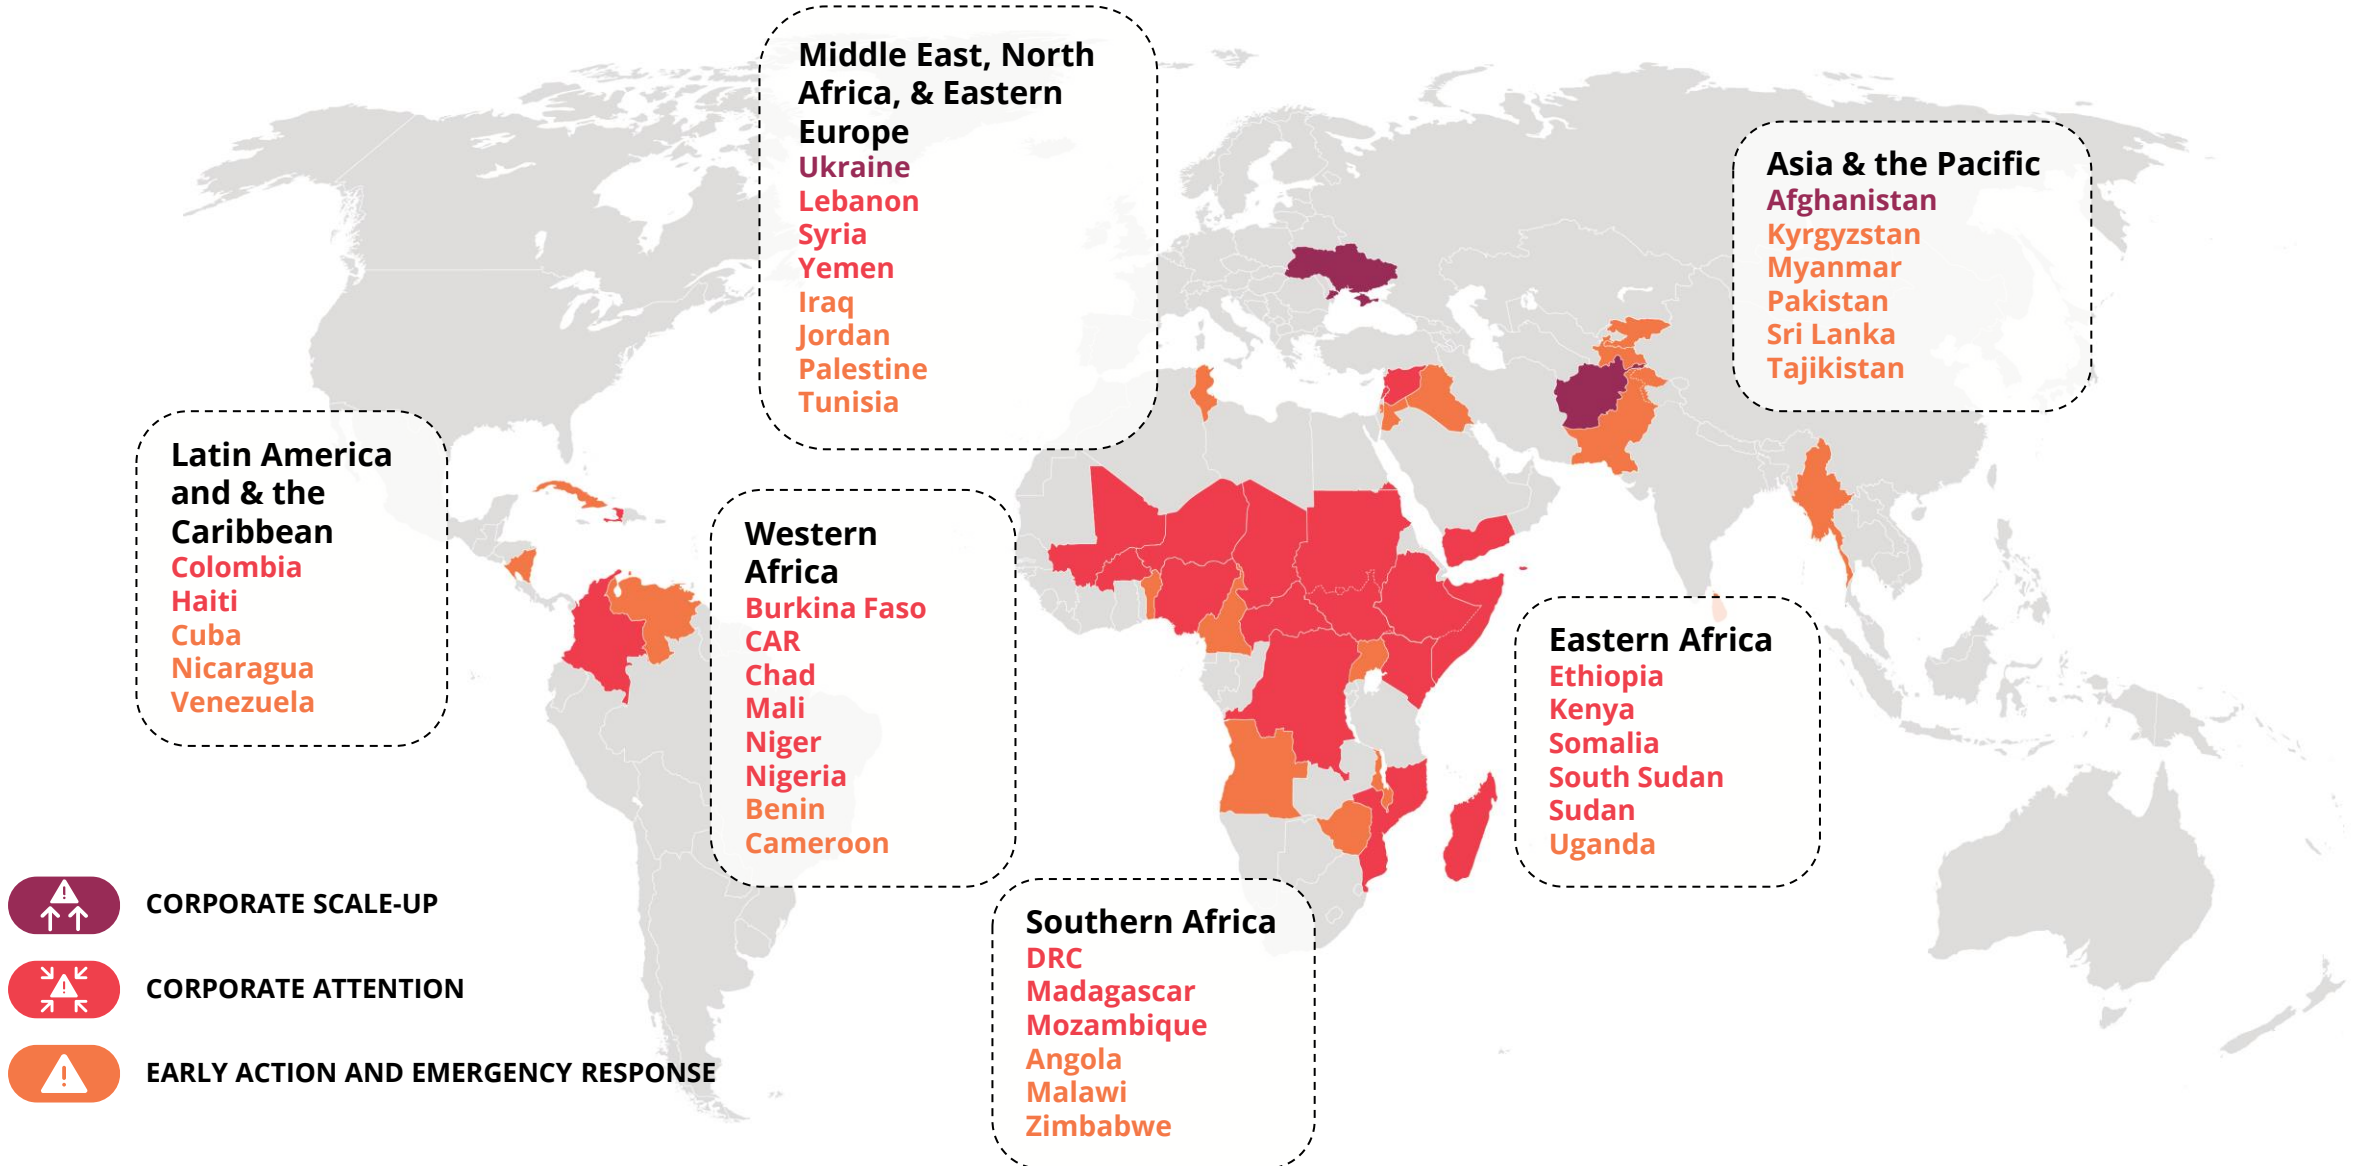 Middle East, North
Africa, & Eastern
Europe
Ukraine
Lebanon
Syria
Yemen
Iraq
Jordan
Palestine
Tunisia
Asia & the Pacific
Afghanistan
Kyrgyzstan
Myanmar
Pakistan
Sri Lanka
Tajikistan
Latin America
and & the
Caribbean
Colombia
Haiti
Cuba
Nicaragua
Venezuela
Western
Africa
Burkina Faso
CAR
Chad
Mali
Niger
Nigeria
Benin
Cameroon
Eastern Africa
Ethiopia
Kenya
Somalia
South Sudan
Sudan
Uganda
Southern Africa
DRC
Madagascar
Mozambique
Angola
Malawi
Zimbabwe
CORPORATE SCALE-UP
CORPORATE ATTENTION
EARLY ACTION AND EMERGENCY RESPONSE